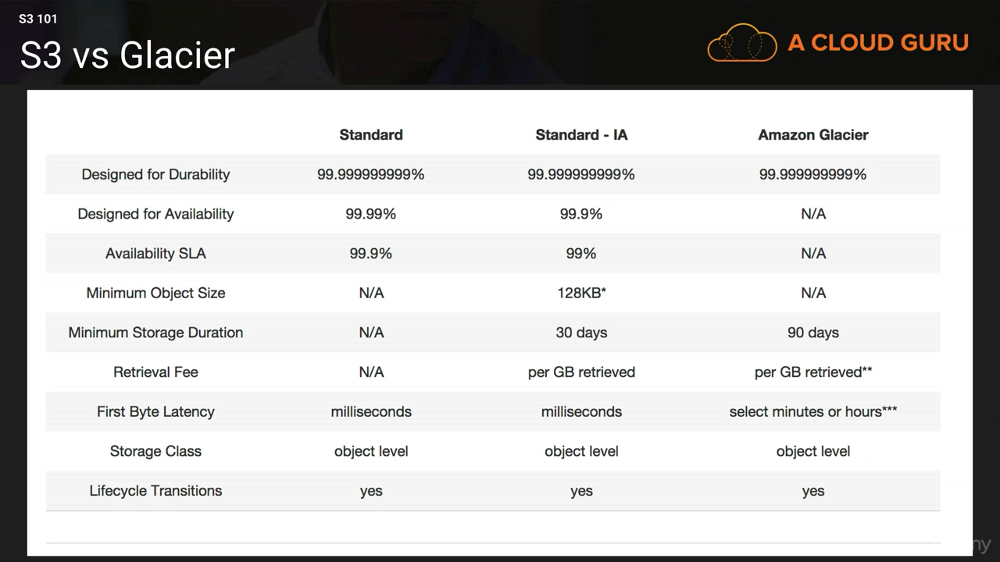 S3 101
S3 vs Glacier
A CLOUD GURU
Standard Standard - IA Amazon Glacier
Designed for Durability 99.999999999% 99.999999999% 99.999999999%
Designed for Availability 99.99% 99.9% N/A
Availability SLA 99.9% 99% N/A
Minimum Object Size N/A 128KB* N/A
Minimum Storage Duration N/A 30 days 90 days
Retrieval Fee N/A per GB retrieved per GB retrieved**
First Byte Latency milliseconds milliseconds select minutes or hours***
Storage Class object level object level object level
Lifecycle Transitions yes yes yes